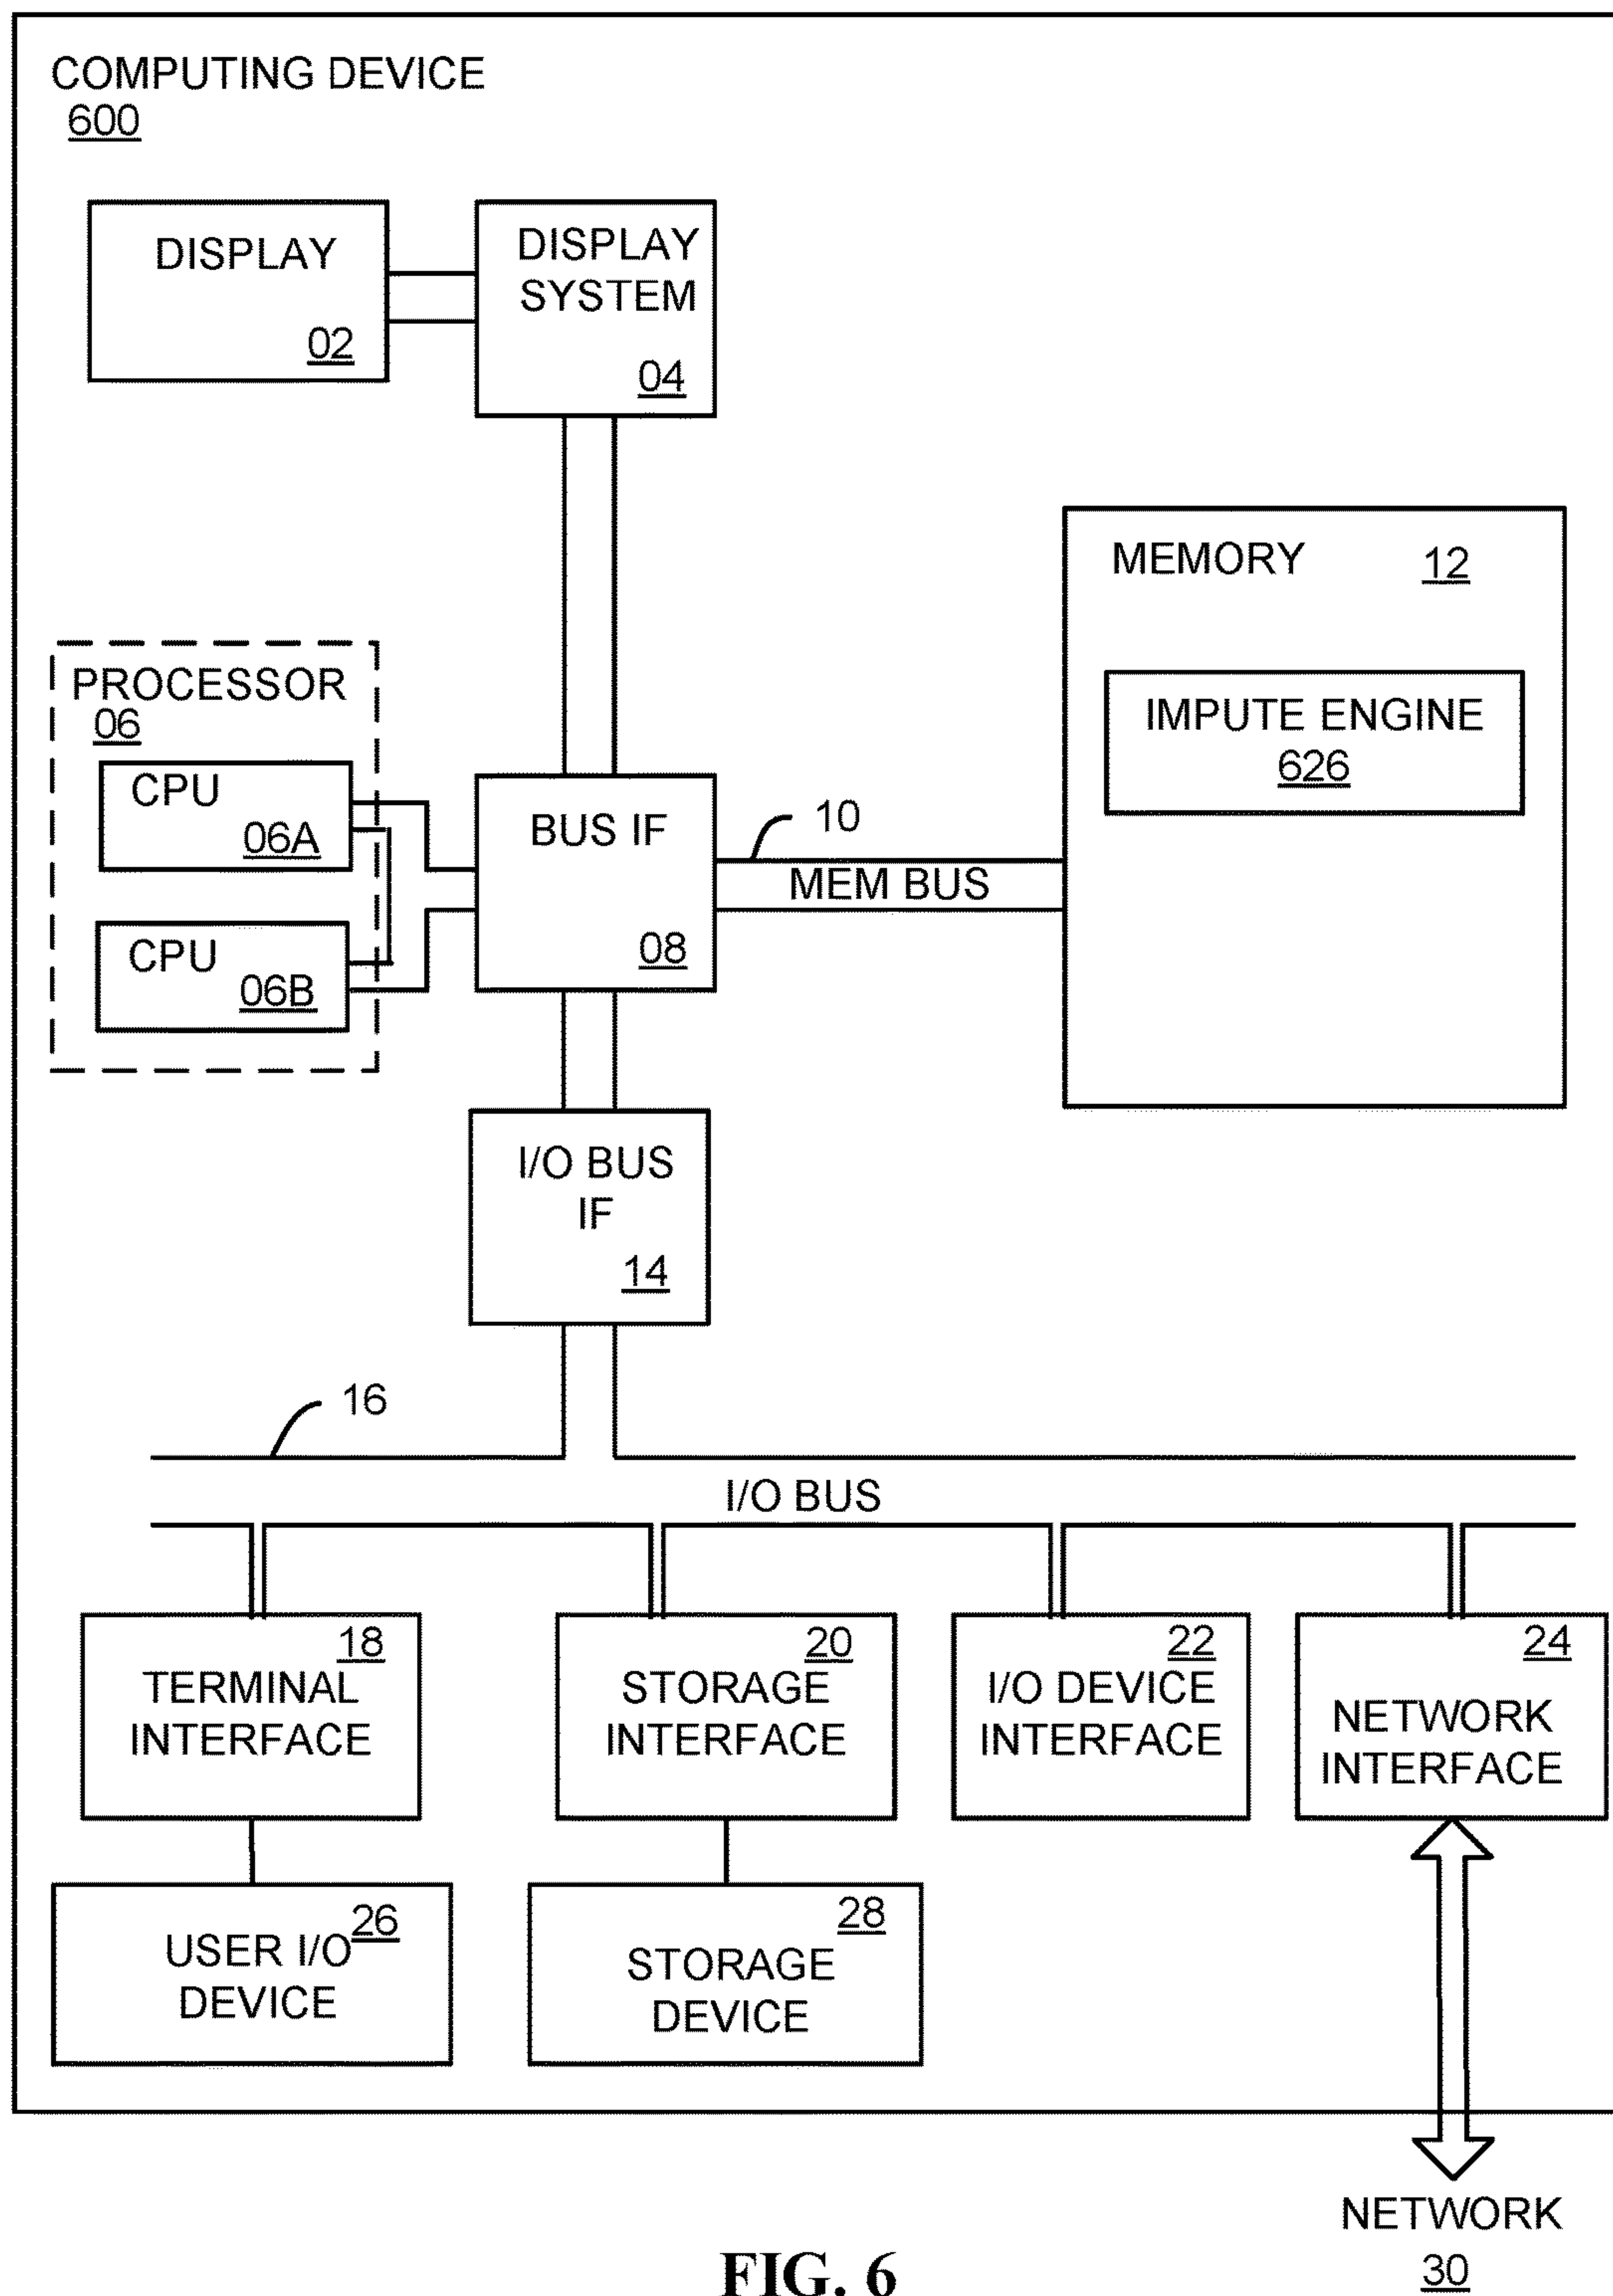 COMPUTING DEVICE
600
DISPLAY
02
DISPLAY
SYSTEM
04
MEMORY 12
IMPUTE ENGINE
626
PROCESSOR
06
CPU
06A
CPU
06B
BUS IF
08
10
MEM BUS
I/O BUS
IF
14
16
I/O BUS
18
TERMINAL
INTERFACE
20
STORAGE
INTERFACE
22
I/O DEVICE
INTERFACE
24
NETWORK
INTERFACE
26
USER I/O
DEVICE
28
STORAGE
DEVICE
NETWORK
30
FIG. 6